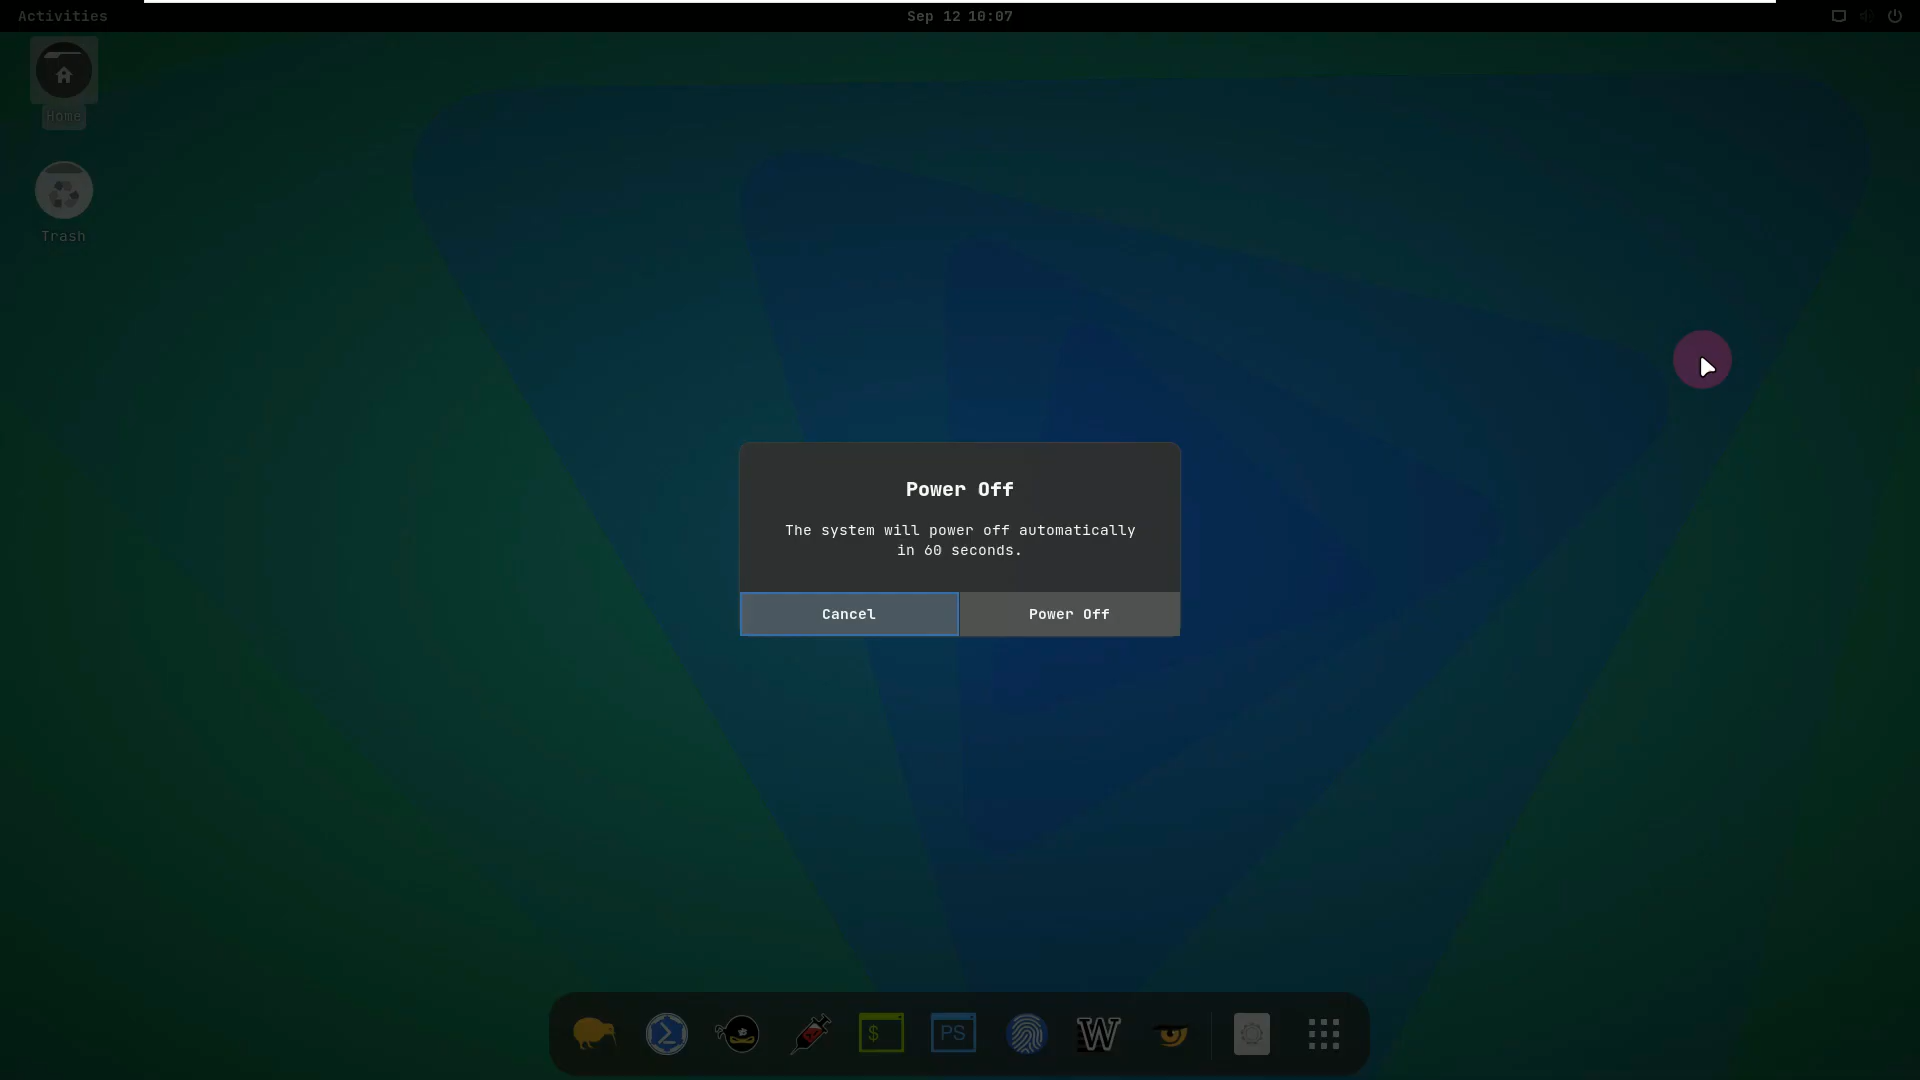 Activities
Sep 12 10:07
Home
Trash
Power Off
The system will power off automatically
in 60 seconds.
Cancel
Power Off
$
PS
W